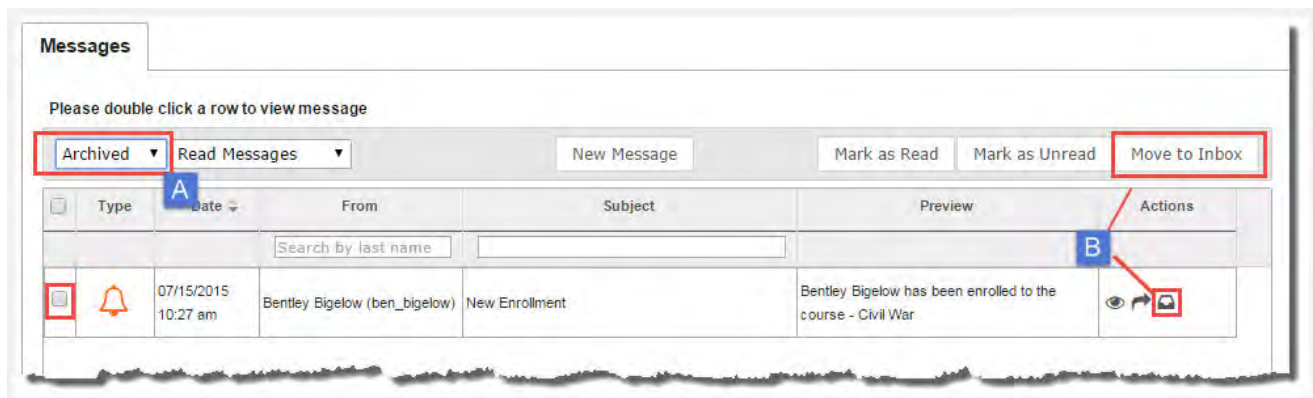 Messages
Please double click a row to view message
Archived Read Messages New Message Mark as Read Mark as Unread Move to Inbox
A
Type Date From Subject Preview Actions
Search by last name
B
07/15/2015
10:27 am
Bentley Bigelow (ben_bigelow) New Enrollment
Bentley Bigelow has been enrolled to the
course - Civil War